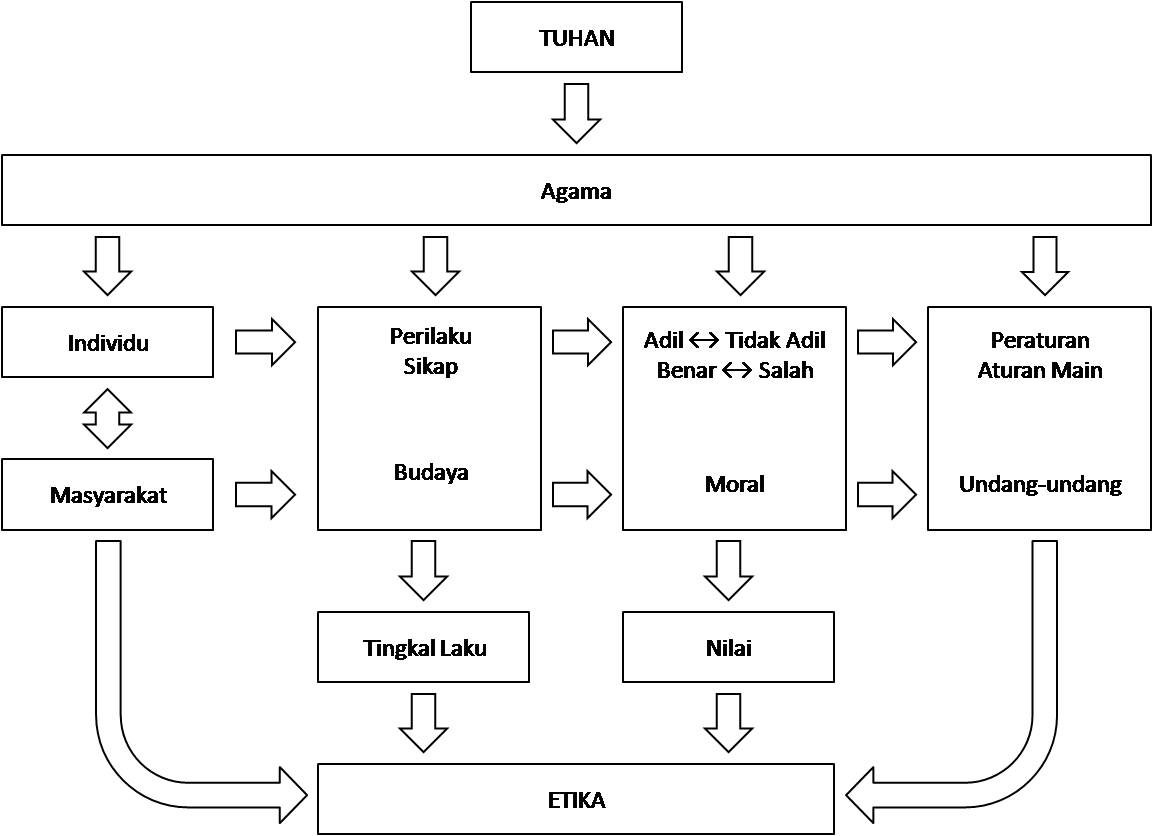 TUHAN
Agama
Individu
Perilaku
Sikap
Adil ↔ Tidak Adil
Benar ↔ Salah
Peraturan
Aturan Main
Masyarakat
Budaya
Moral
Undang-undang
Tingkal Laku
Nilai
ETIKA